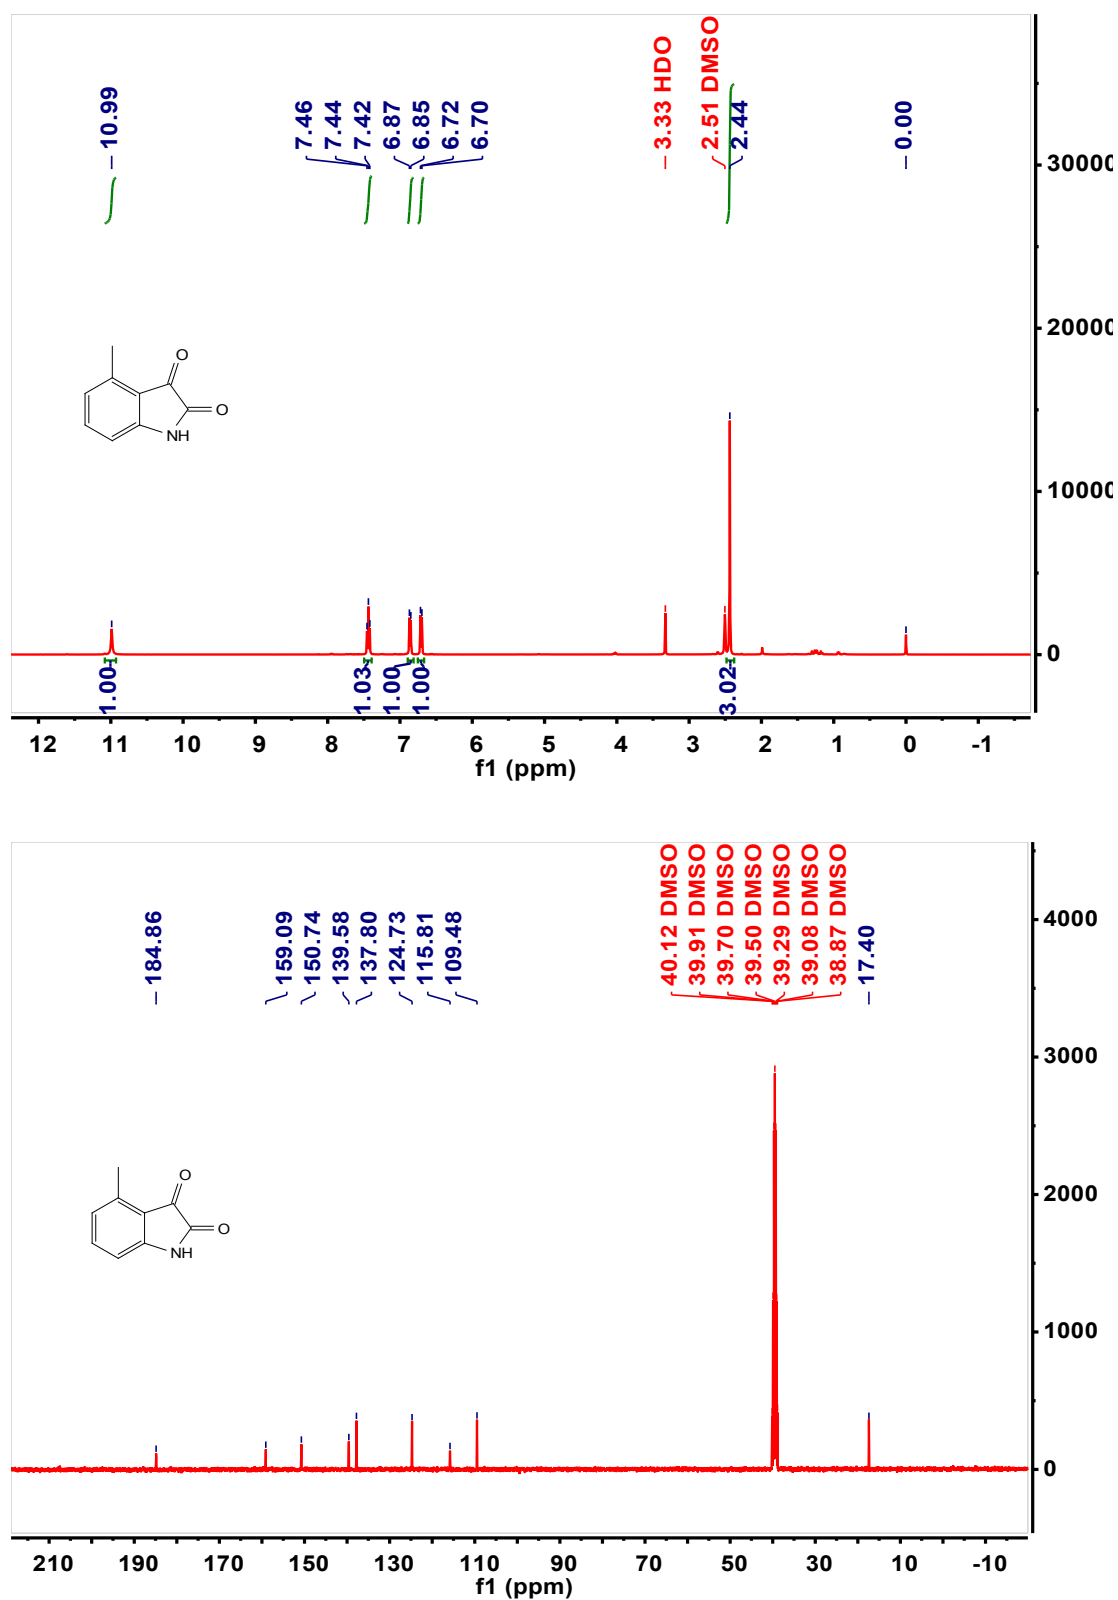 10.99
7.46
7.44
7.42
6.87
6.85
6.72
6.70
3.33 HDO
2.51 DMSO
2.44
0.00
30000
20000
10000
0
O
O
NH
1.00
1.03
1.00
1.00
3.02
12 11 10 9 8 7 6 5 4 3 2 1 0 -1
f1 (ppm)
184.86
159.09
150.74
139.58
137.80
124.73
115.81
109.48
40.12 DMSO
39.91 DMSO
39.70 DMSO
39.50 DMSO
39.29 DMSO
39.08 DMSO
38.87 DMSO
17.40
4000
3000
2000
1000
0
O
O
NH
210 190 170 150 130 110 90 70 50 30 10 -10
f1 (ppm)